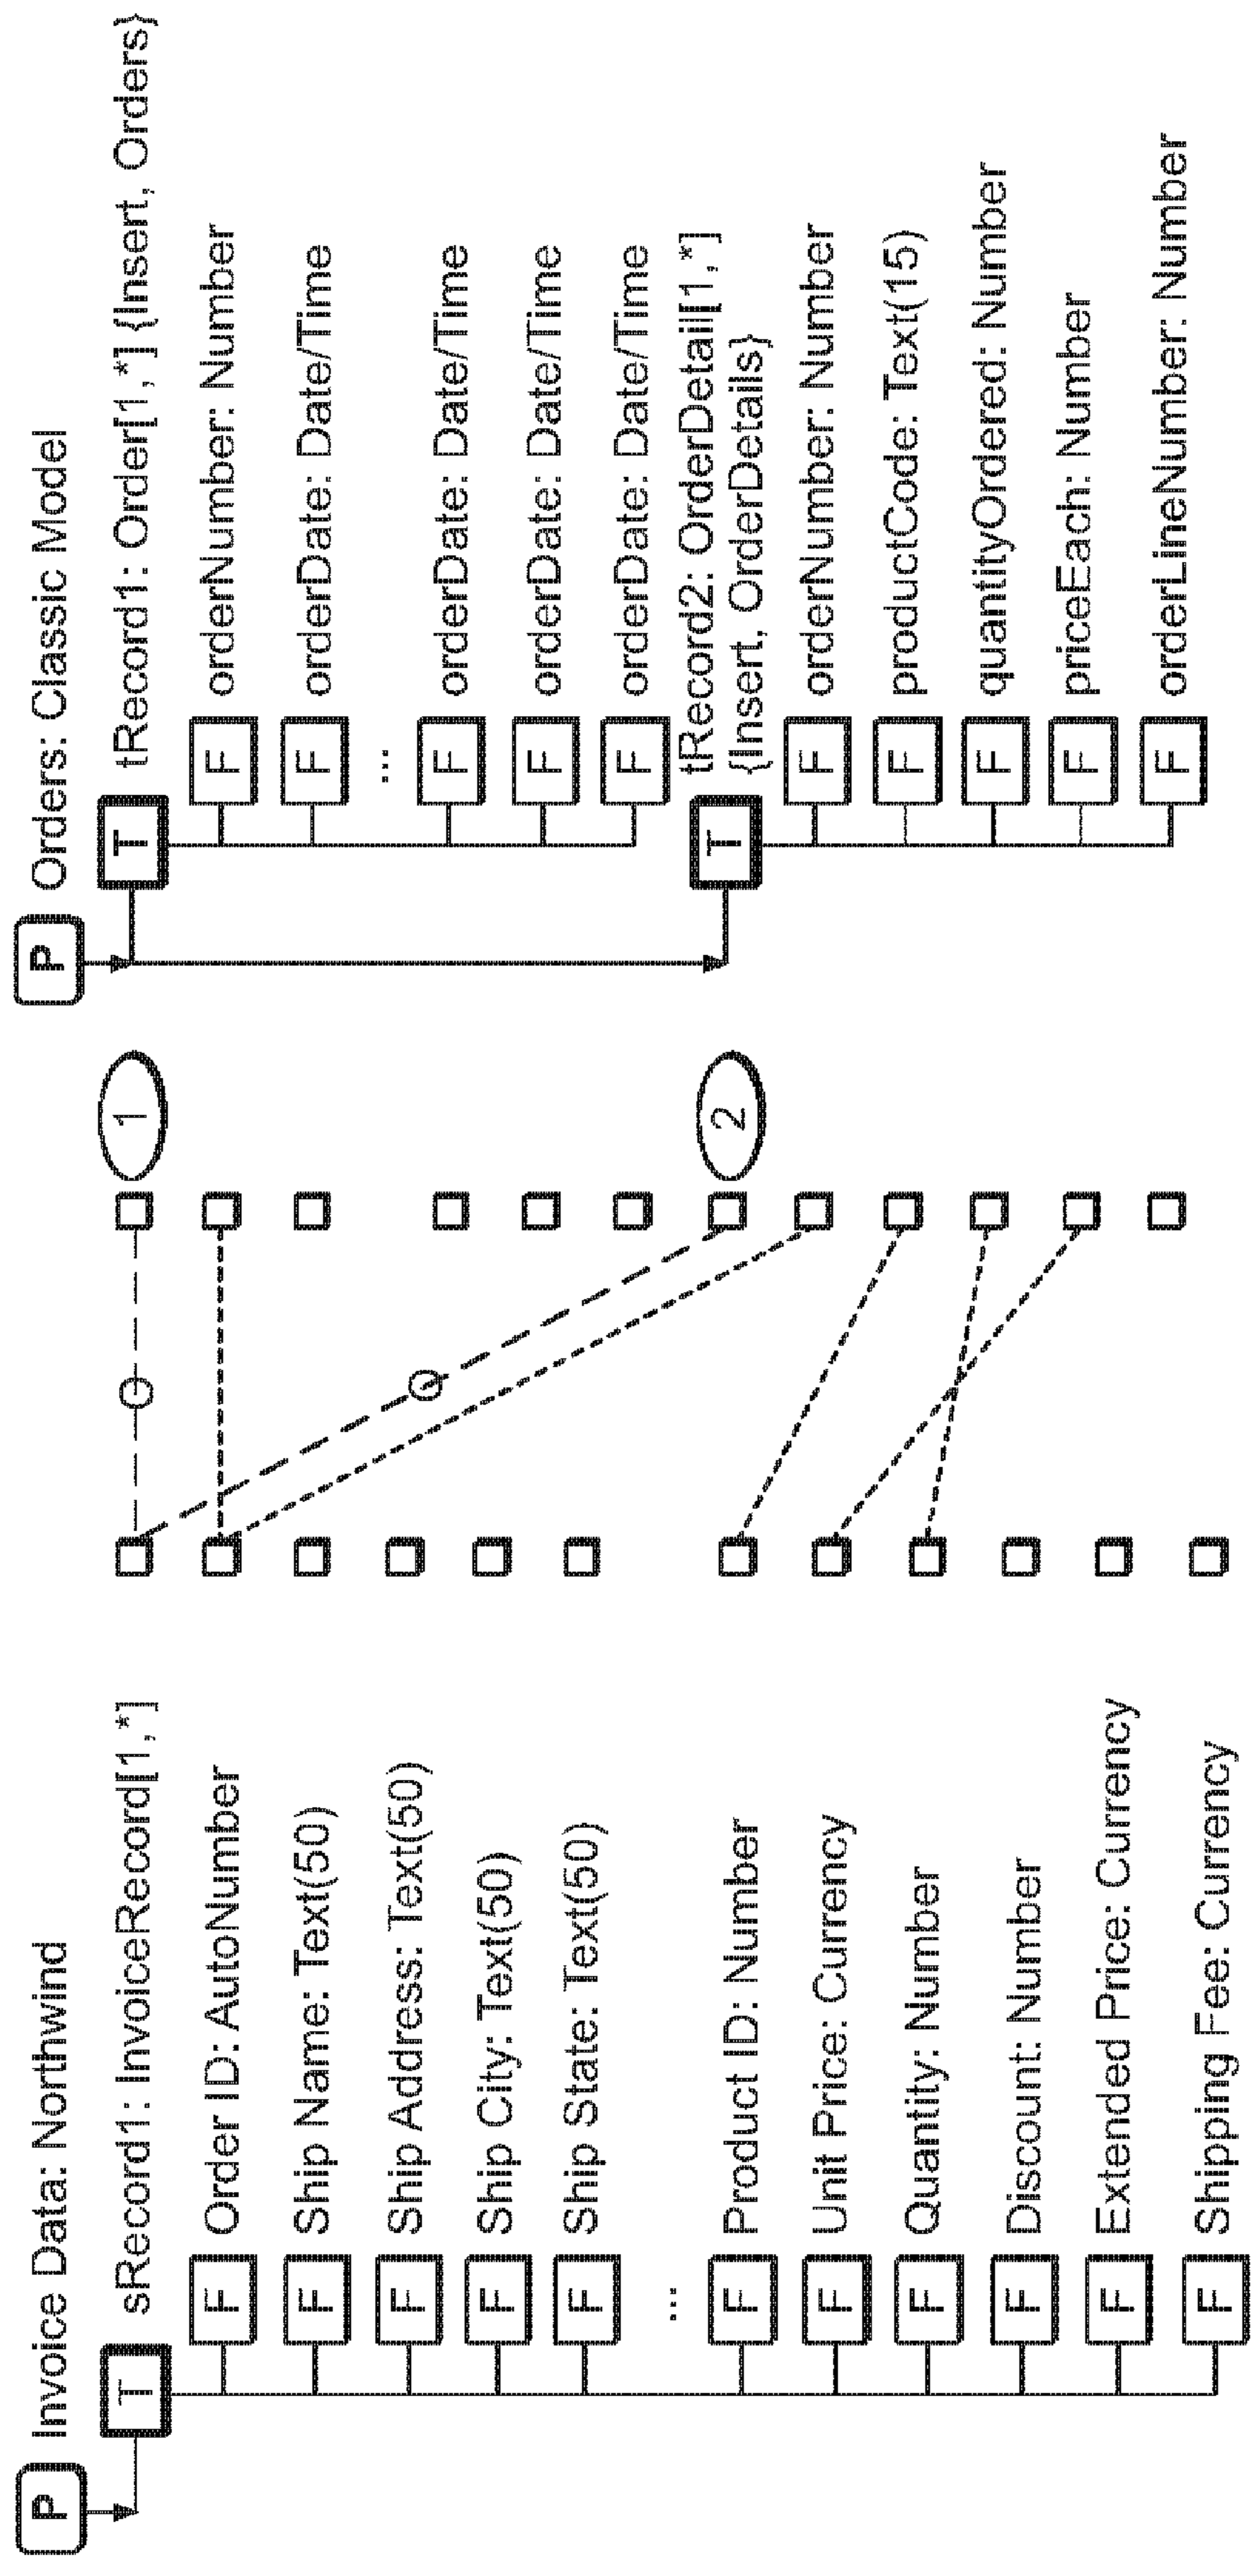 P Invoice Data: Northwind
T sRecord1: InvoiceRecord[1,*]
F Order ID: AutoNumber
F Ship Name: Text(50)
F Ship Address: Text(50)
F Ship City: Text(50)
F Ship State: Text(50)
...
F Product ID: Number
F Unit Price: Currency
F Quantity: Number
F Discount: Number
F Extended Price: Currency
F Shipping Fee: Currency
1
2
P Orders: Classic Model
T tRecord1: Order[1,*] {Insert, Orders}
F orderNumber: Number
F orderDate: Date/Time
...
F orderDate: Date/Time
F orderDate: Date/Time
F orderDate: Date/Time
T tRecord2: OrderDetail[1,*]
{Insert, OrderDetails}
F orderNumber: Number
F productCode: Text(15)
F quantityOrdered: Number
F priceEach: Number
F orderLineNumber: Number